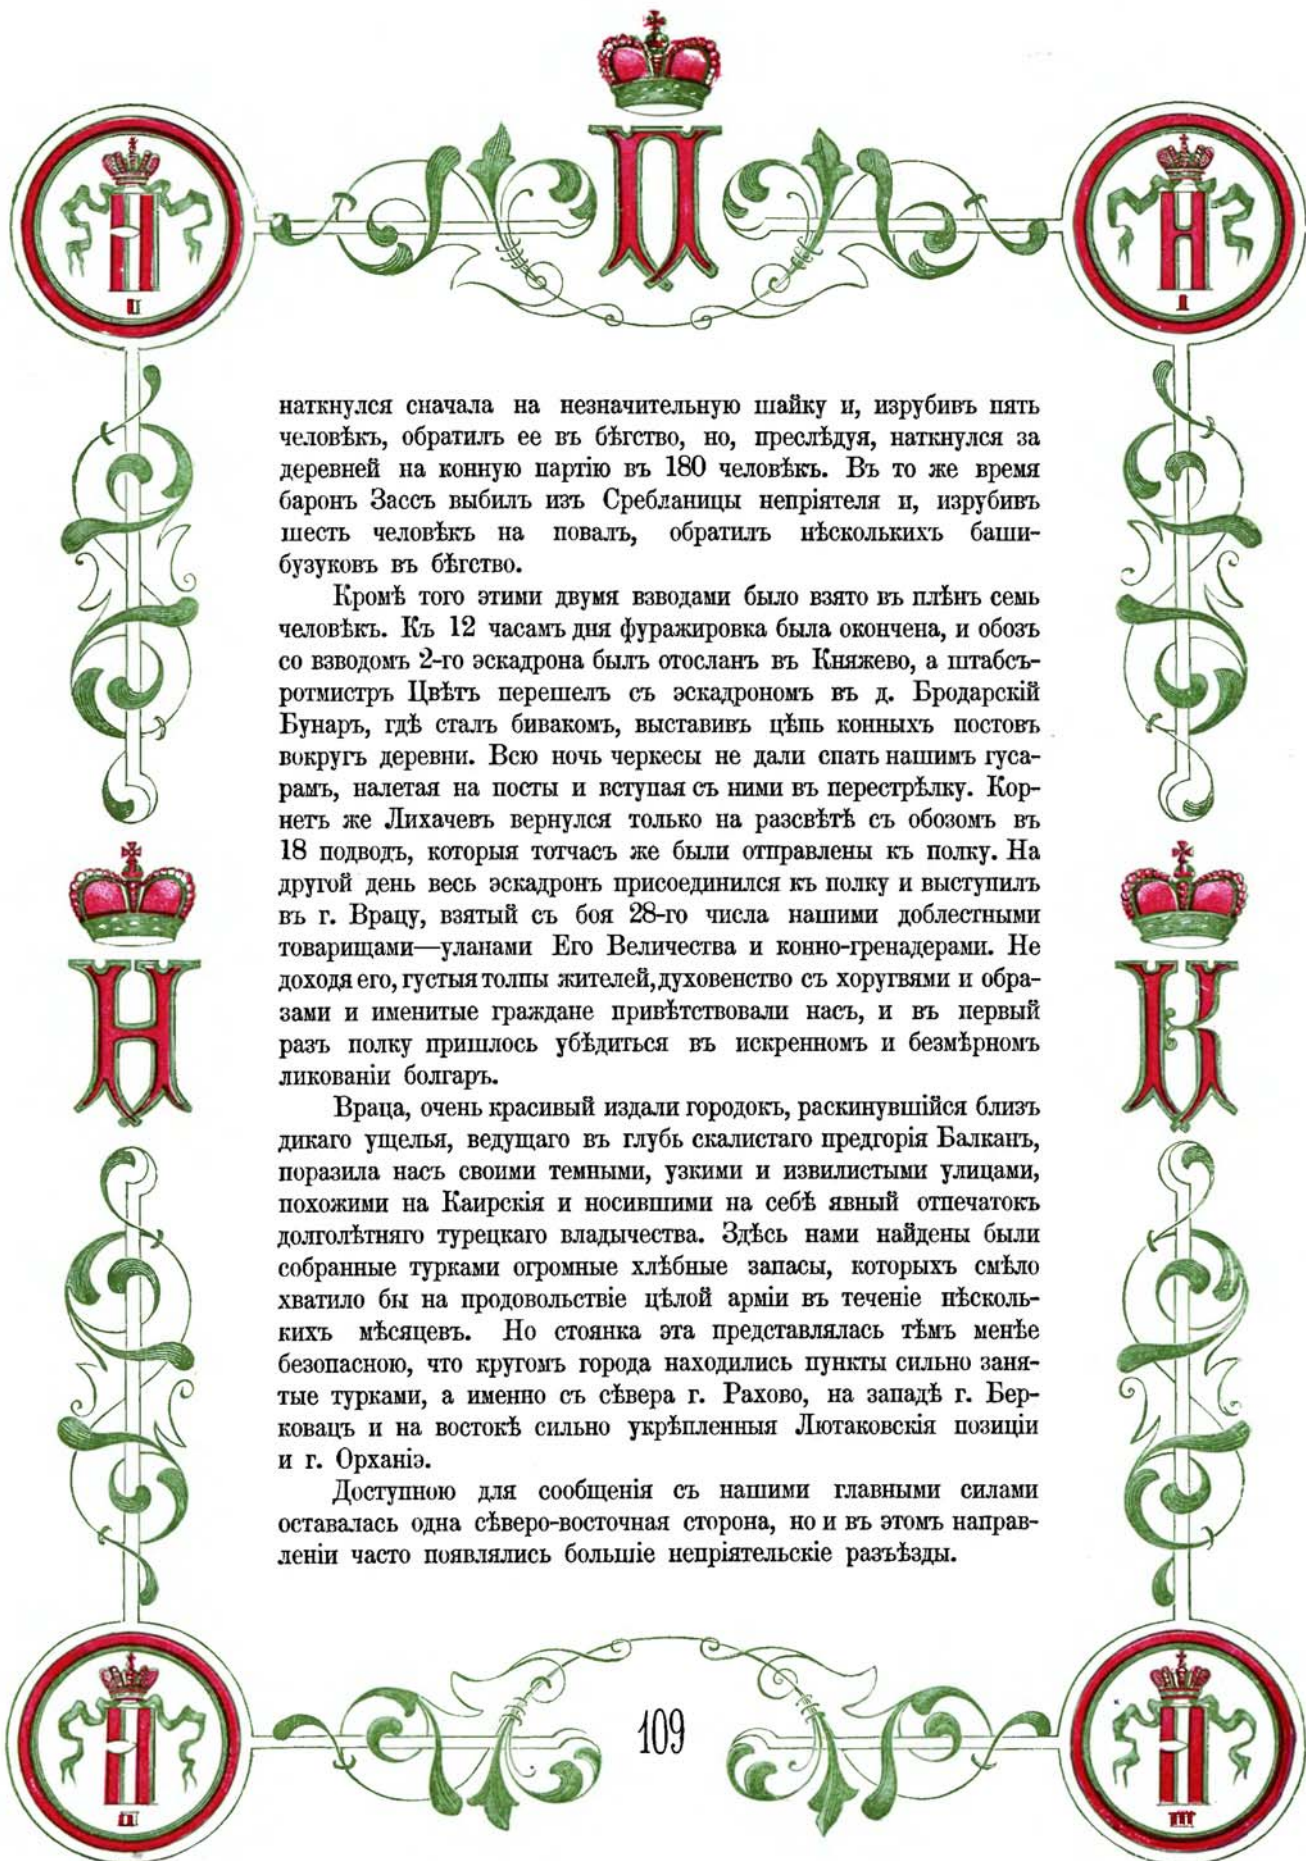 П
II
I
наткнулся сначала на незначительную шайку и, изрубивъ пять
человѣкъ, обратилъ ее въ бѣгство, но, преслѣдуя, наткнулся за
деревней на конную партію въ 180 человѣкъ. Въ то же время
баронъ Зассъ выбилъ изъ Сребланицы непріятеля и, изрубивъ
шесть человѣкъ на повалъ, обратилъ нѣсколькихъ баши-
бузуковъ въ бѣгство.
Кромѣ того этими двумя взводами было взято въ плѣнъ семь
человѣкъ. Къ 12 часамъ дня фуражировка была окончена, и обозъ
со взводомъ 2-го эскадрона былъ отосланъ въ Княжево, а штабсъ-
ротмистръ Цвѣтъ перешелъ съ эскадрономъ въ д. Бродарскій
Бунаръ, гдѣ сталъ бивакомъ, выставивъ цѣпь конныхъ постовъ
вокругъ деревни. Всю ночь черкесы не дали спать нашимъ гуса-
рамъ, налетая на посты и вступая съ ними въ перестрѣлку. Кор-
нетъ же Лихачевъ вернулся только на разсвѣтѣ съ обозомъ въ
18 подводъ, которыя тотчасъ же были отправлены къ полку. На
другой день весь эскадронъ присоединился къ полку и выступилъ
въ г. Врацу, взятый съ боя 28-го числа нашими доблестными
товарищами—уланами Его Величества и конно-гренадерами. Не
доходя его, густыя толпы жителей, духовенство съ хоругвями и обра-
зами и именитые граждане привѣтствовали насъ, и въ первый
разъ полку пришлось убѣдиться въ искренномъ и безмѣрномъ
ликованіи болгаръ.
Враца, очень красивый издали городокъ, раскинувшійся близъ
дикаго ущелья, ведущаго въ глубь скалистаго предгорія Балканъ,
поразила насъ своими темными, узкими и извилистыми улицами,
похожими на Каирскія и носившими на себѣ явный отпечатокъ
долголѣтняго турецкаго владычества. Здѣсь нами найдены были
собранные турками огромные хлѣбные запасы, которыхъ смѣло
хватило бы на продовольствіе цѣлой арміи въ теченіе нѣсколь-
кихъ мѣсяцевъ. Но стоянка эта представлялась тѣмъ менѣе
безопасною, что кругомъ города находились пункты сильно заня-
тые турками, а именно съ сѣвера г. Рахово, на западѣ г. Бер-
ковацъ и на востокѣ сильно укрѣпленныя Лютаковскія позиціи
и г. Орханіэ.
Доступною для сообщенія съ нашими главными силами
оставалась одна сѣверо-восточная сторона, но и въ этомъ направ-
леніи часто появлялись большіе непріятельскіе разъѣзды.
Н
К
109
II
III